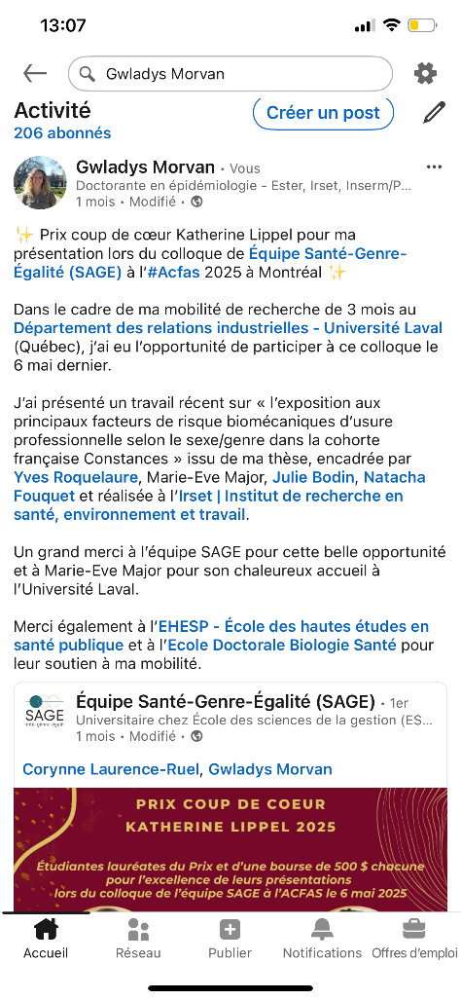 13:07
Gwladys Morvan
Activité
206 abonnés
Créer un post
Gwladys Morvan • Vous
Doctorante en épidémiologie - Ester, Irset, Inserm/P...
1 mois • Modifié •
✨ Prix coup de cœur Katherine Lippel pour ma
présentation lors du colloque de Équipe Santé-Genre-
Égalité (SAGE) à l'#Acfas 2025 à Montréal ✨
Dans le cadre de ma mobilité de recherche de 3 mois au
Département des relations industrielles - Université Laval
(Québec), j'ai eu l'opportunité de participer à ce colloque le
6 mai dernier.
J'ai présenté un travail récent sur « l'exposition aux
principaux facteurs de risque biomécaniques d'usure
professionnelle selon le sexe/genre dans la cohorte
française Constances » issu de ma thèse, encadrée par
Yves Roquelaure, Marie-Eve Major, Julie Bodin, Natacha
Fouquet et réalisée à l'Irset | Institut de recherche en
santé, environnement et travail.
Un grand merci à l'équipe SAGE pour cette belle opportunité
et à Marie-Eve Major pour son chaleureux accueil à
l'Université Laval.
Merci également à l'EHESP - École des hautes études en
santé publique et à l'Ecole Doctorale Biologie Santé pour
leur soutien à ma mobilité.
SAGE
Équipe Santé-Genre-Égalité (SAGE) • 1er
Universitaire chez École des sciences de la gestion (ES...
1 mois • Modifié •
Corynne Laurence-Ruel, Gwladys Morvan
PRIX COUP DE COEUR
KATHERINE LIPPEL 2025
Étudiantes lauréates du Prix et d'une bourse de 500 $ chacune
pour l'excellence de leurs présentations
lors du colloque de l'équipe SAGE à l'ACFAS le 6 mai 2025
Accueil
Réseau
Publier
Notifications
Offres d'emploi